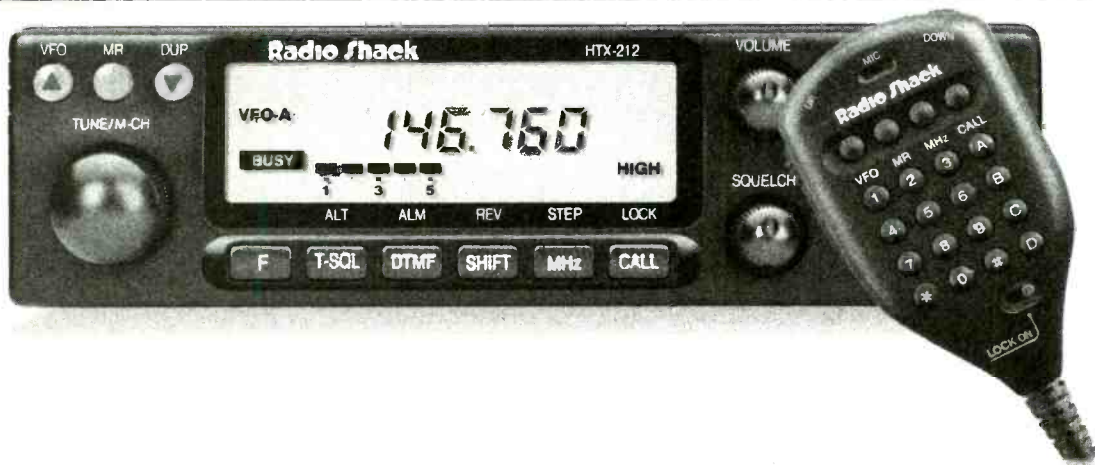 VFO MR DUP
Radio Shack HTX-212
VOLUME
TUNE/M-CH
VFO-A 146.760
BUSY
1 3 5
HIGH
SQUELCH
ALT ALM REV STEP LOCK
F T-SQL DTMF SHIFT MHz CALL
UP MIC DOWN
Radio Shack
VFO MR MHz CALL
1 2 3 A
4 5 6 B
7 8 9 C
* 0 # D
LOCK ON